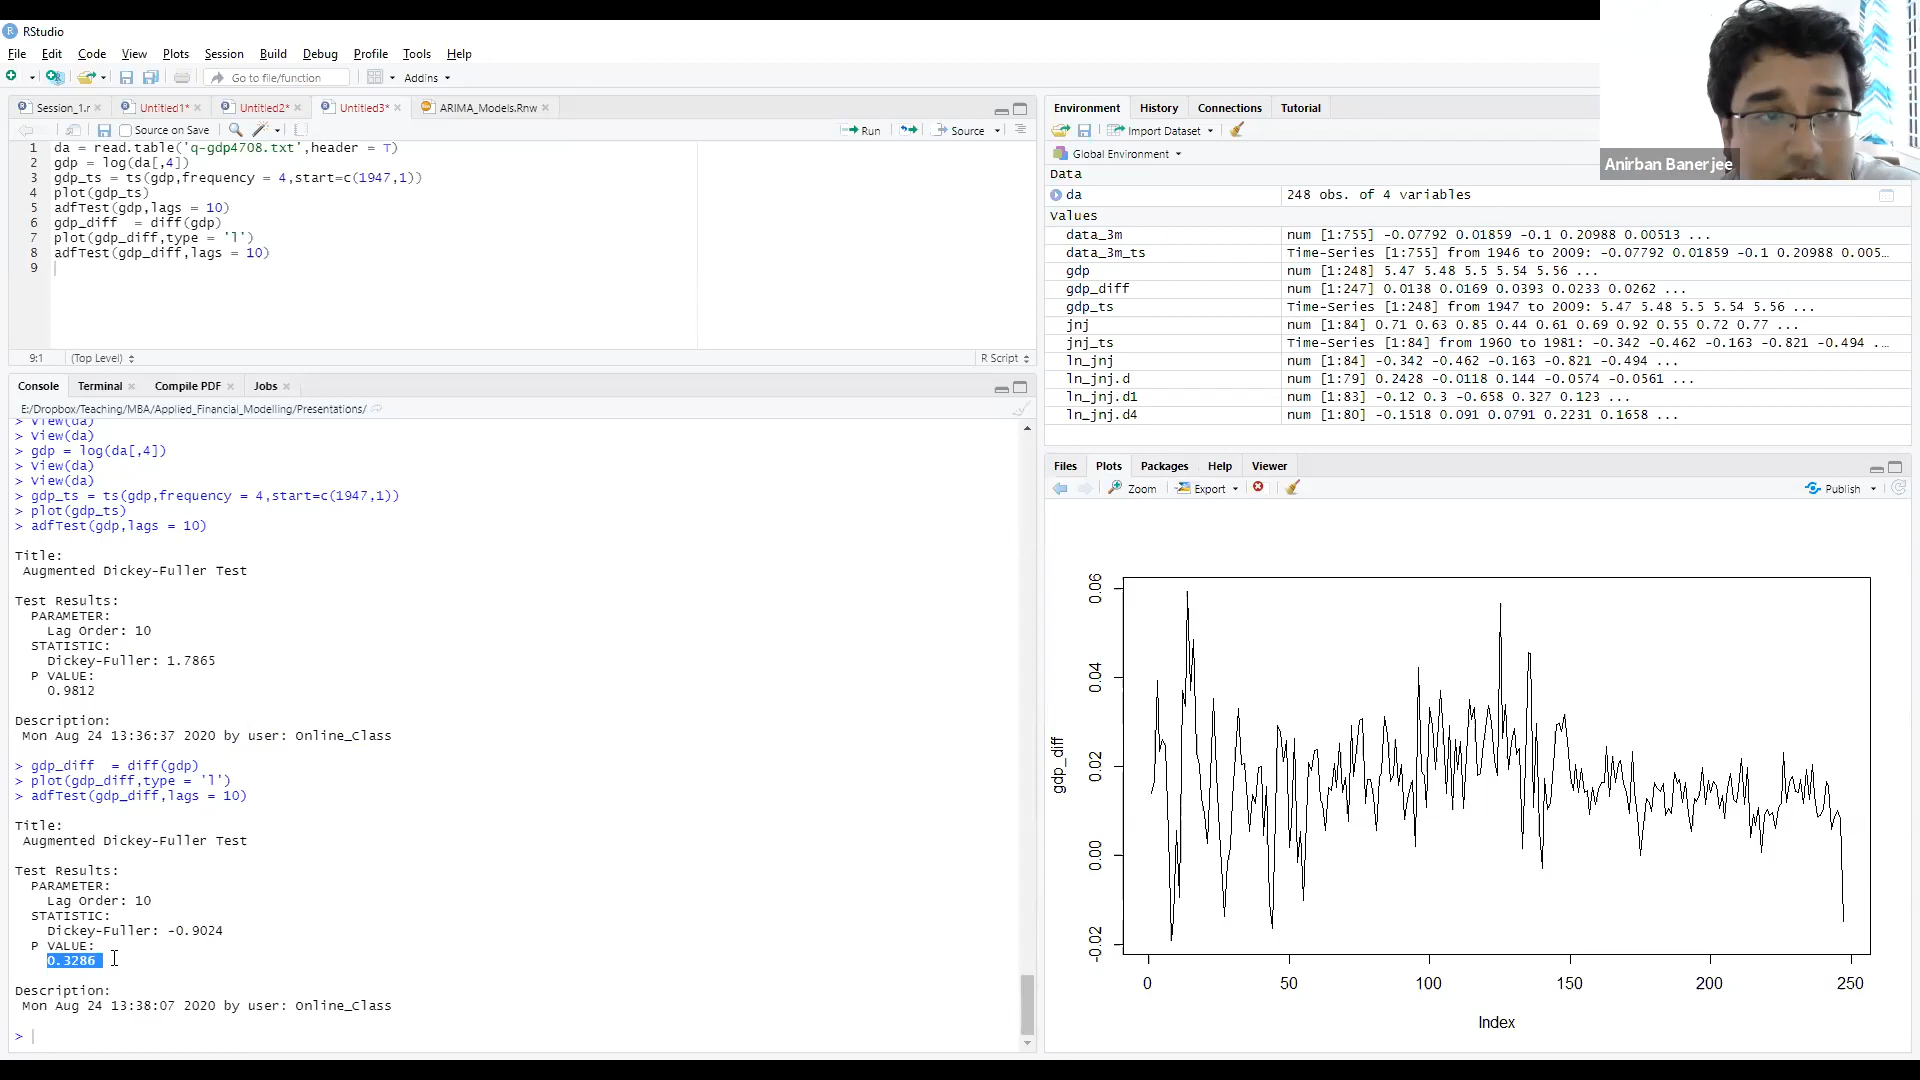 RStudio
File Edit Code View Plots Session Build Debug Profile Tools Help
Go to file/function Addins
Session_1.r Untitled1* Untitled2* Untitled3* ARIMA_Models.Rnw
Source on Save Run Source
1 da = read.table('q-gdp4708.txt',header = T)
2 gdp = log(da[,4])
3 gdp_ts = ts(gdp,frequency = 4,start=c(1947,1))
4 plot(gdp_ts)
5 adfTest(gdp,lags = 10)
6 gdp_diff  = diff(gdp)
7 plot(gdp_diff,type = 'l')
8 adfTest(gdp_diff,lags = 10)
9
9:1 (Top Level) R Script
Console Terminal Compile PDF Jobs
E:/Dropbox/Teaching/MBA/Applied_Financial_Modelling/Presentations/
> View(da)
> View(da)
> gdp = log(da[,4])
> View(da)
> View(da)
> gdp_ts = ts(gdp,frequency = 4,start=c(1947,1))
> plot(gdp_ts)
> adfTest(gdp,lags = 10)
Title:
Augmented Dickey-Fuller Test
Test Results:
PARAMETER:
Lag Order: 10
STATISTIC:
Dickey-Fuller: 1.7865
P VALUE:
0.9812
Description:
Mon Aug 24 13:36:37 2020 by user: Online_Class
> gdp_diff  = diff(gdp)
> plot(gdp_diff,type = 'l')
> adfTest(gdp_diff,lags = 10)
Title:
Augmented Dickey-Fuller Test
Test Results:
PARAMETER:
Lag Order: 10
STATISTIC:
Dickey-Fuller: -0.9024
P VALUE:
0.3286
Description:
Mon Aug 24 13:38:07 2020 by user: Online_Class
>
Environment History Connections Tutorial
Import Dataset
Global Environment
Data
da 248 obs. of 4 variables
Values
data_3m num [1:755] -0.07792 0.01859 -0.1 0.20988 0.00513 ...
data_3m_ts Time-Series [1:755] from 1946 to 2009: -0.07792 0.01859 -0.1 0.20988 0.005…
gdp num [1:248] 5.47 5.48 5.5 5.54 5.56 ...
gdp_diff num [1:247] 0.0138 0.0169 0.0393 0.0233 0.0262 ...
gdp_ts Time-Series [1:248] from 1947 to 2009: 5.47 5.48 5.5 5.54 5.56 ...
jnj num [1:84] 0.71 0.63 0.85 0.44 0.61 0.69 0.92 0.55 0.72 0.77 ...
jnj_ts Time-Series [1:84] from 1960 to 1981: -0.342 -0.462 -0.163 -0.821 -0.494 ...
ln_jnj num [1:84] -0.342 -0.462 -0.163 -0.821 -0.494 ...
ln_jnj.d num [1:79] 0.2428 -0.0118 0.144 -0.0574 -0.0561 ...
ln_jnj.d1 num [1:83] -0.12 0.3 -0.658 0.327 0.123 ...
ln_jnj.d4 num [1:80] -0.1518 0.091 0.0791 0.2231 0.1658 ...
Anirban Banerjee
Files Plots Packages Help Viewer
Zoom Export Publish
0.06
0.04
0.02
0.00
-0.02
gdp_diff
0 50 100 150 200 250
Index